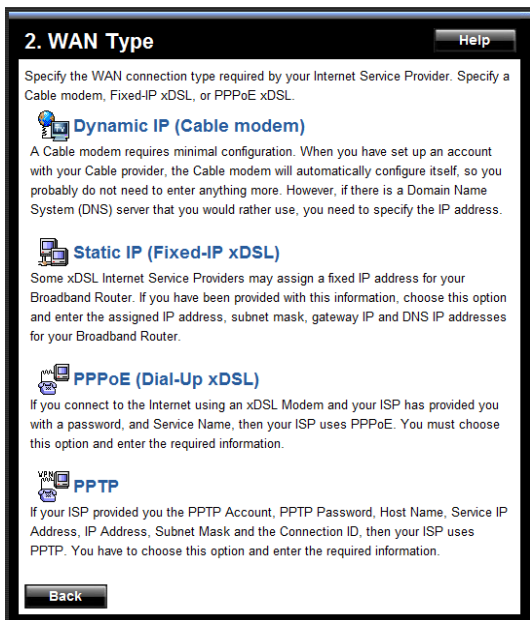 2. WAN Type
Help
Specify the WAN connection type required by your Internet Service Provider. Specify a
Cable modem, Fixed-IP xDSL, or PPPoE xDSL.
Dynamic IP (Cable modem)
A Cable modem requires minimal configuration. When you have set up an account
with your Cable provider, the Cable modem will automatically configure itself, so you
probably do not need to enter anything more. However, if there is a Domain Name
System (DNS) server that you would rather use, you need to specify the IP address.
Static IP (Fixed-IP xDSL)
Some xDSL Internet Service Providers may assign a fixed IP address for your
Broadband Router. If you have been provided with this information, choose this option
and enter the assigned IP address, subnet mask, gateway IP and DNS IP addresses
for your Broadband Router.
PPPoE (Dial-Up xDSL)
If you connect to the Internet using an xDSL Modem and your ISP has provided you
with a password, and Service Name, then your ISP uses PPPoE. You must choose
this option and enter the required information.
VPN
PPTP
If your ISP provided you the PPTP Account, PPTP Password, Host Name, Service IP
Address, IP Address, Subnet Mask and the Connection ID, then your ISP uses
PPTP. You have to choose this option and enter the required information.
Back